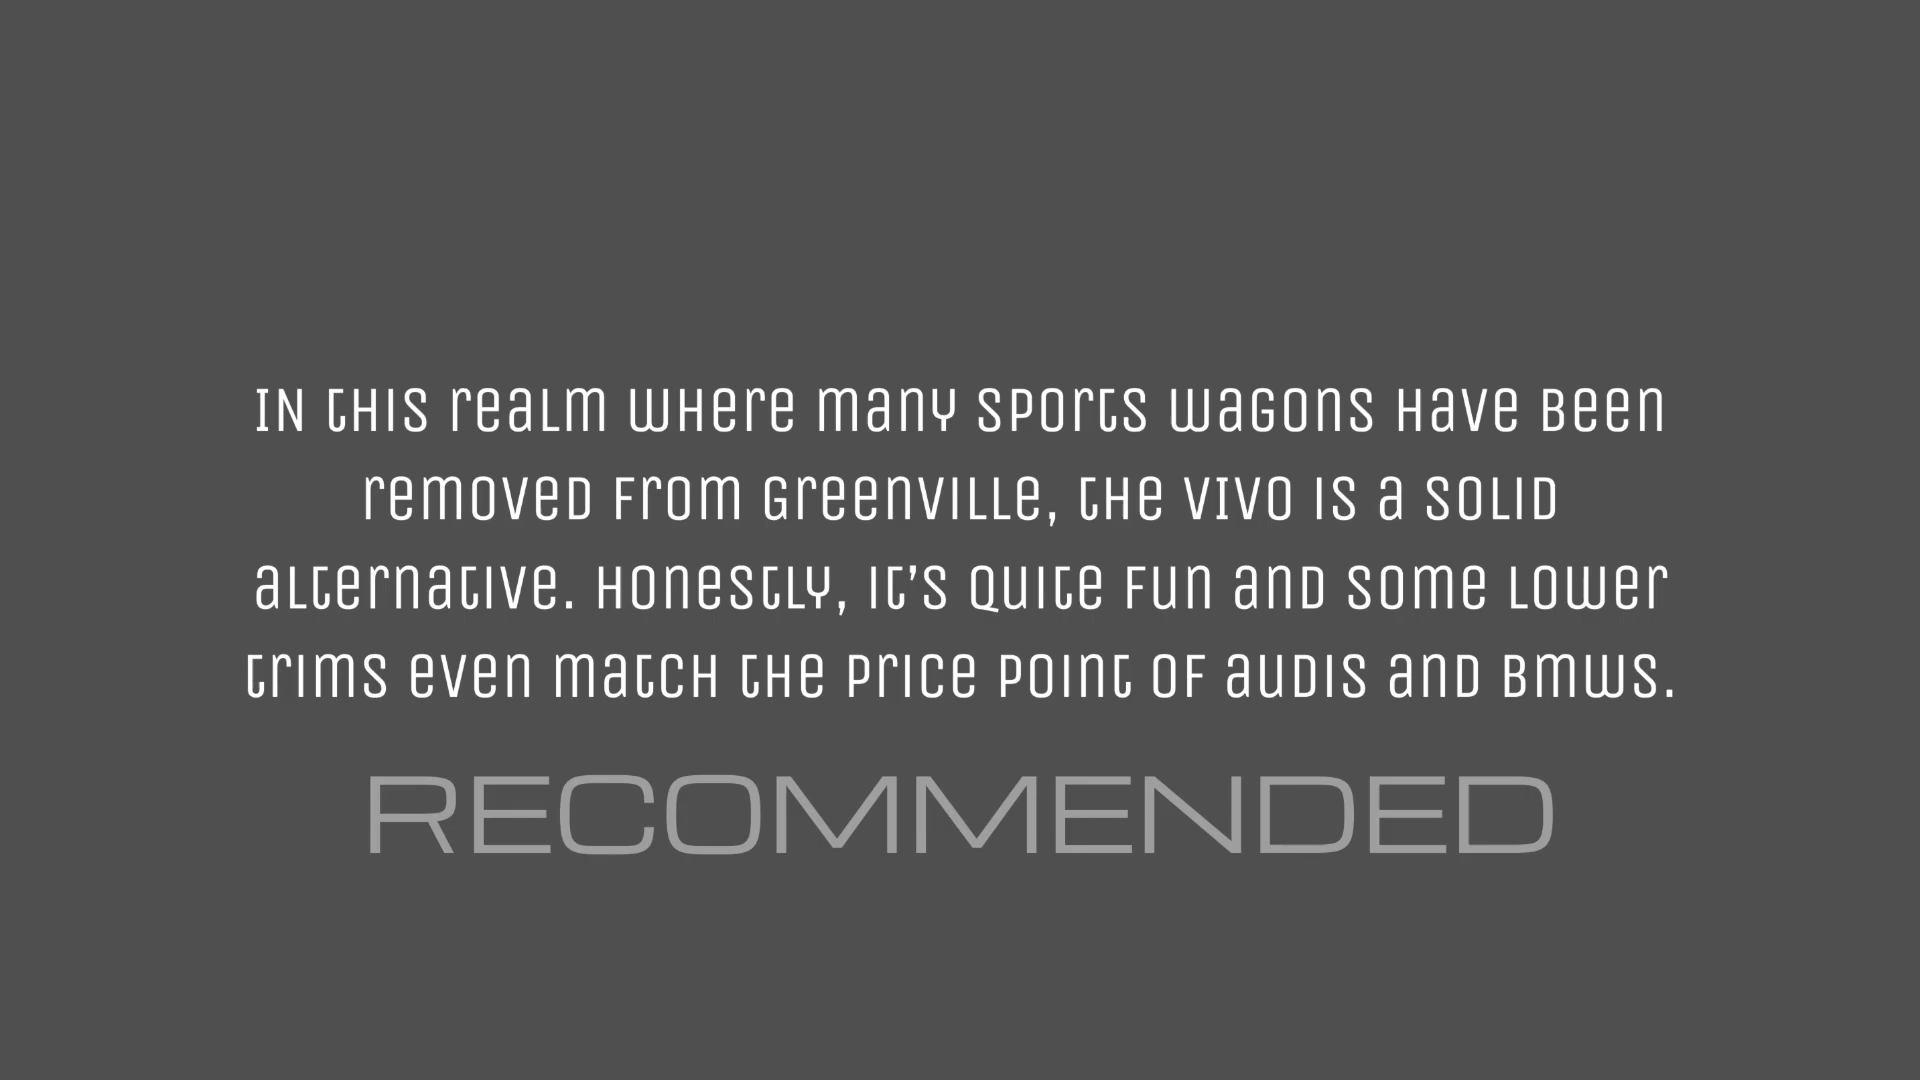 In this realm where many sports wagons have been
removed from Greenville, the Vivo is a solid
alternative. Honestly, it’s quite fun and some lower
trims even match the price point of Audis and BMWs.
RECOMMENDED